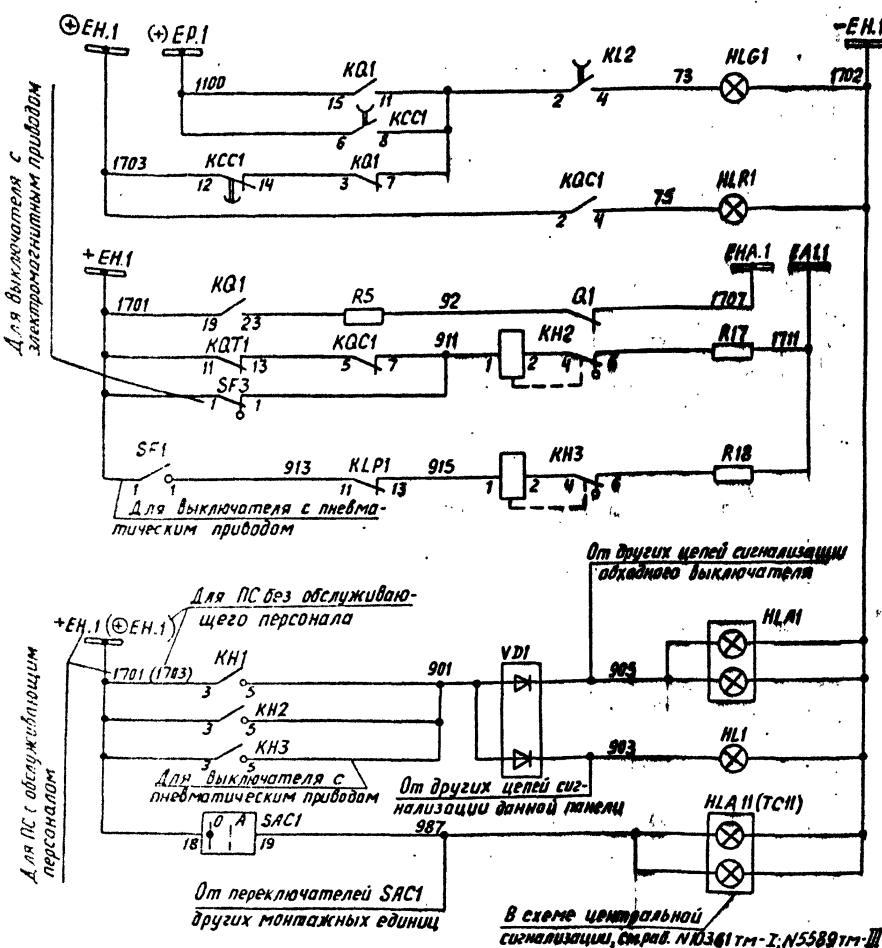 ⊕EH.1 (+)EP.1 -EH.1
1100 KQ1 KL2 HLG1
15 11 2 4 73 1702
KCC1
6 8
1703 KCC1 KQ1
12 14 3 7
KQC1 HLR1
2 4 75
Для выключателя с
электромагнитным приводом
+EH.1 EHA.1 EA1.1
1701 KQ1 R5 92 Q1 1707
19 23
KQT1 KQC1 911 KH2 R17 1711
11 13 5 7 1 2 4 6
SF3
1 1
SF1 913 KLP1 915 KH3 R18
1 1 11 13 1 2 4 6
Для выключателя с пневма-
тическим приводом
От других цепей сигнализации
обходного выключателя
Для ПС без обслуживаю-
щего персонала
+EH.1(⊕EH.1)
1701 (1703) KH1 901 VD1 905 HLA1
3 5
KH2
3 5
KH3 903 HL1
3 5
Для выключателя с
пневматическим приводом
От других цепей сиг-
нализации данной панели
Для ПС с обслуживающим
персоналом
O A SAC1 987 HLA11(TC11)
18 19
От переключателей SAC1
других монтажных единиц
В схеме центральной
сигнализации, см.раб. N10361тм-I; N5589тм-III